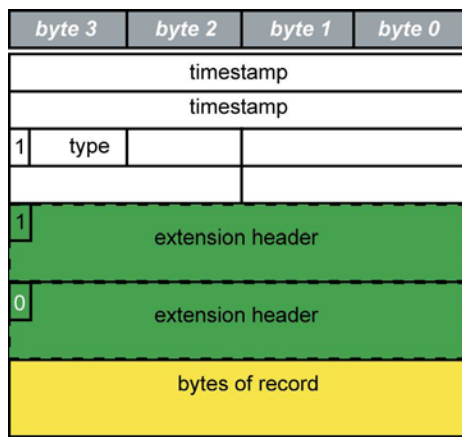 byte 3 byte 2 byte 1 byte 0
timestamp
timestamp
1 type
1
extension header
0
extension header
bytes of record